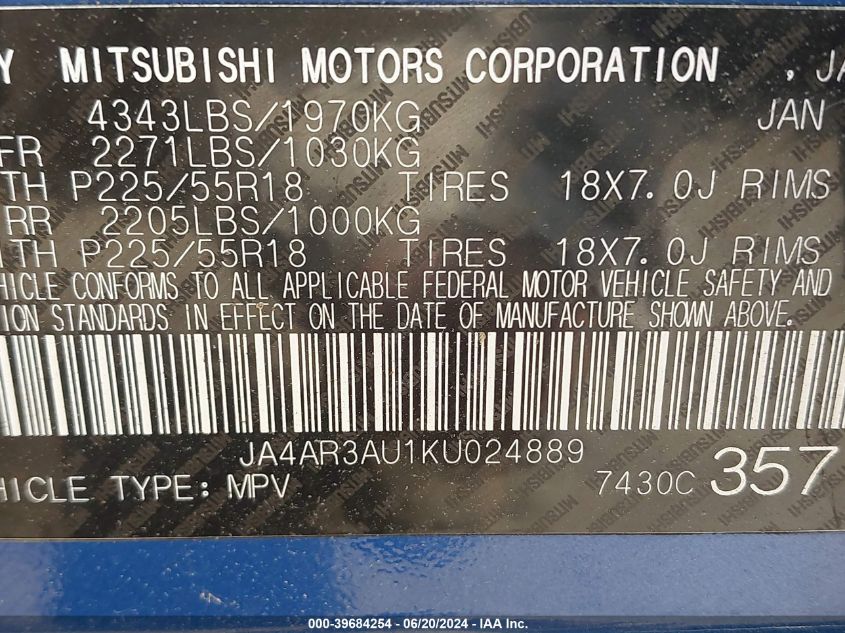 Y MITSUBISHI MOTORS CORPORATION , JA
4343LBS/1970KG JAN
FR 2271LBS/1030KG
TH P225/55R18 TIRES 18X7.0J RIMS
RR 2205LBS/1000KG
ITH P225/55R18 TIRES 18X7.0J RIMS
HICLE CONFORMS TO ALL APPLICABLE FEDERAL MOTOR VEHICLE SAFETY AND
ION STANDARDS IN EFFECT ON THE DATE OF MANUFACTURE SHOWN ABOVE.
JA4AR3AU1KU024889
HICLE TYPE: MPV 7430C 357
000-39684254 - 06/20/2024 - IAA Inc.